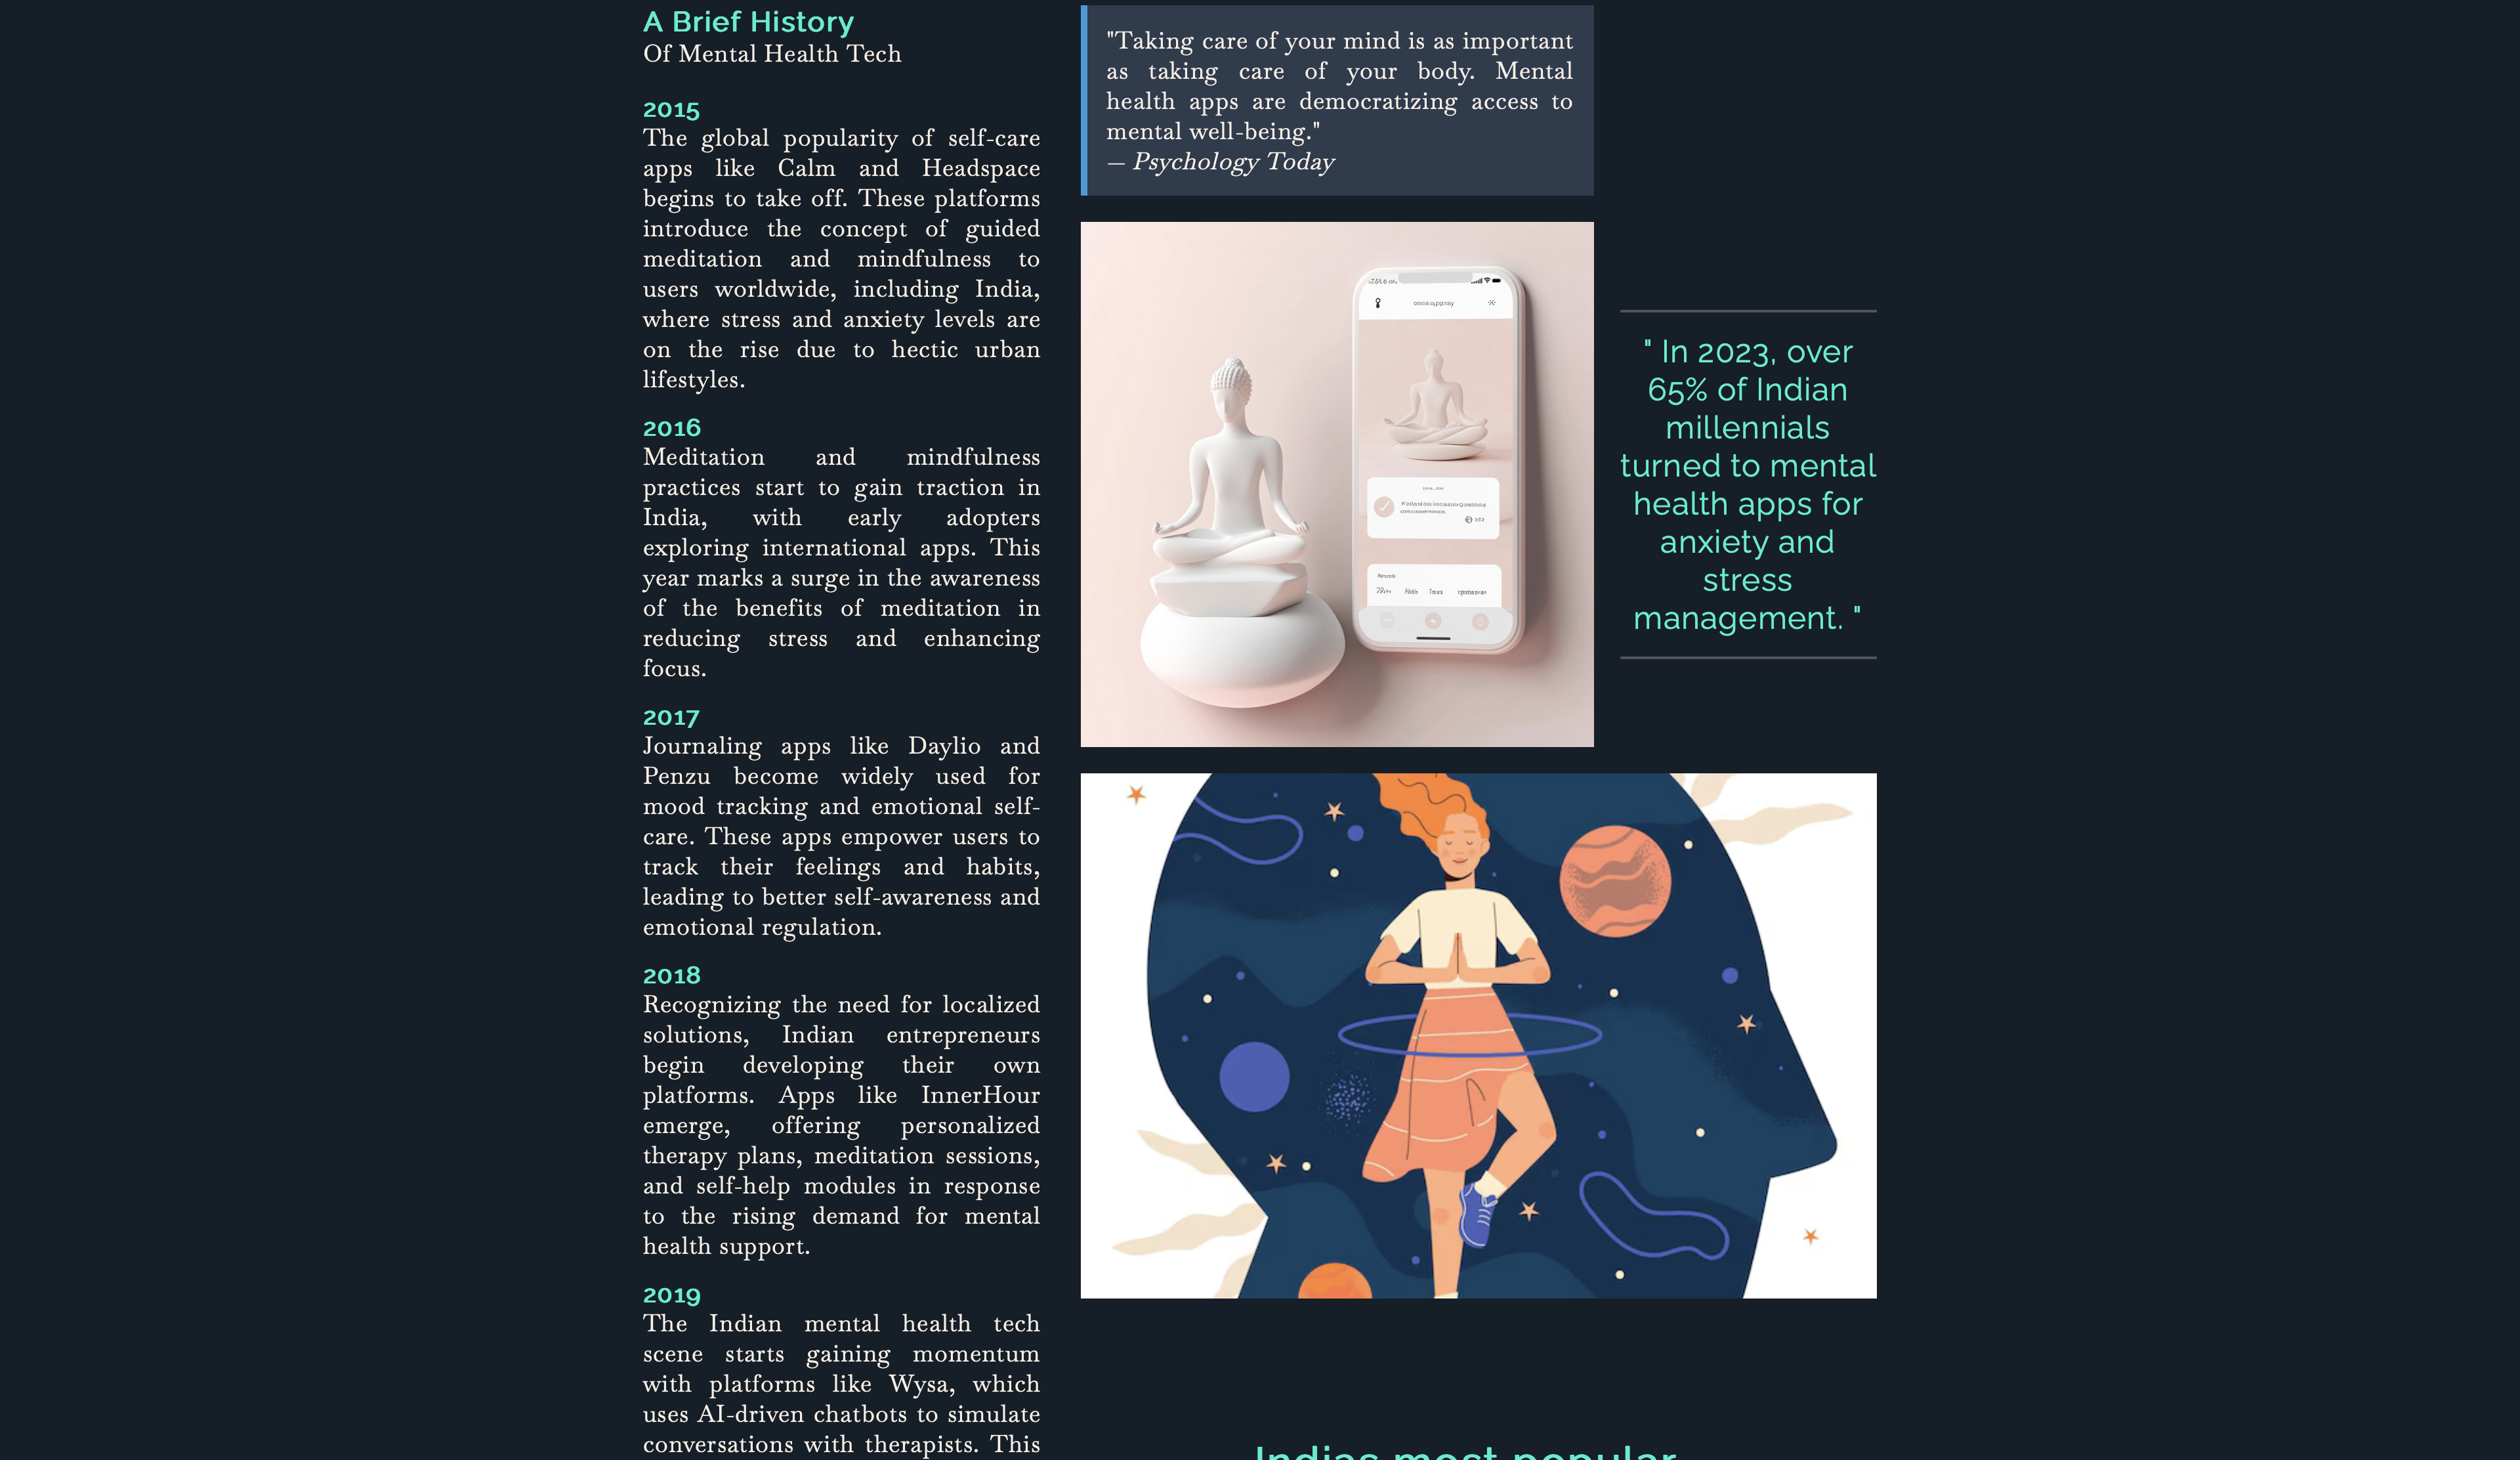 A Brief History
Of Mental Health Tech
2015
The global popularity of self-care
apps like Calm and Headspace
begins to take off. These platforms
introduce the concept of guided
meditation and mindfulness to
users worldwide, including India,
where stress and anxiety levels are
on the rise due to hectic urban
lifestyles.
2016
Meditation and mindfulness
practices start to gain traction in
India, with early adopters
exploring international apps. This
year marks a surge in the awareness
of the benefits of meditation in
reducing stress and enhancing
focus.
2017
Journaling apps like Daylio and
Penzu become widely used for
mood tracking and emotional self-
care. These apps empower users to
track their feelings and habits,
leading to better self-awareness and
emotional regulation.
2018
Recognizing the need for localized
solutions, Indian entrepreneurs
begin developing their own
platforms. Apps like InnerHour
emerge, offering personalized
therapy plans, meditation sessions,
and self-help modules in response
to the rising demand for mental
health support.
2019
The Indian mental health tech
scene starts gaining momentum
with platforms like Wysa, which
uses AI-driven chatbots to simulate
conversations with therapists. This
"Taking care of your mind is as important
as taking care of your body. Mental
health apps are democratizing access to
mental well-being."
— Psychology Today
" In 2023, over
65% of Indian
millennials
turned to mental
health apps for
anxiety and
stress
management. "
Indias most popular